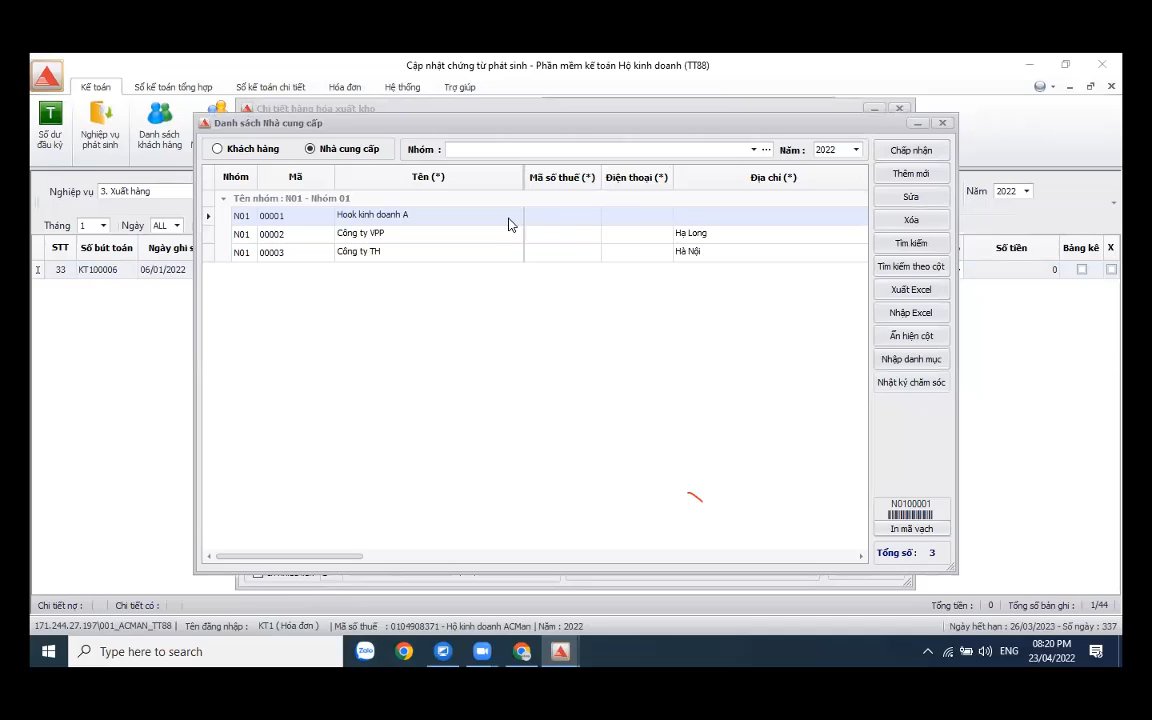 Cập nhật chứng từ phát sinh - Phần mềm kế toán Hộ kinh doanh (TT88)
Kế toán Sổ kế toán tổng hợp Sổ kế toán chi tiết Hóa đơn Hệ thống Trợ giúp
T
Số dư đầu kỳ
Nghiệp vụ phát sinh
Danh sách khách hàng
Chi tiết hàng hóa xuất kho
Danh sách Nhà cung cấp
Khách hàng Nhà cung cấp Nhóm : Năm : 2022
Nhóm Mã Tên (*) Mã số thuế (*) Điện thoại (*) Địa chỉ (*)
Tên nhóm : N01 - Nhóm 01
N01 00001 Hook kinh doanh A
N01 00002 Công ty VPP Hạ Long
N01 00003 Công ty TH Hà Nội
Chấp nhận
Thêm mới
Sửa
Xóa
Tìm kiếm
Tìm kiếm theo cột
Xuất Excel
Nhập Excel
Ẩn hiện cột
Nhập danh mục
Nhật ký chăm sóc
N0100001
In mã vạch
Tổng số: 3
Nghiệp vụ 3. Xuất hàng
Năm 2022
Tháng 1 Ngày ALL
STT Số bút toán Ngày ghi s Số tiền Bảng kê X
33 KT100006 06/01/2022 0
Chi tiết nợ : Chi tiết có : Tổng tiền : 0 Tổng số bản ghi : 1/44
171.244.27.197\001_ACMAN_TT88 Tên đăng nhập : KT1 (Hóa đơn ) Mã số thuế : 0104908371 - Hộ kinh doanh ACMan Năm : 2022 Ngày hết hạn : 26/03/2023 - Số ngày : 337
Type here to search
Zalo
ENG
08:20 PM
23/04/2022